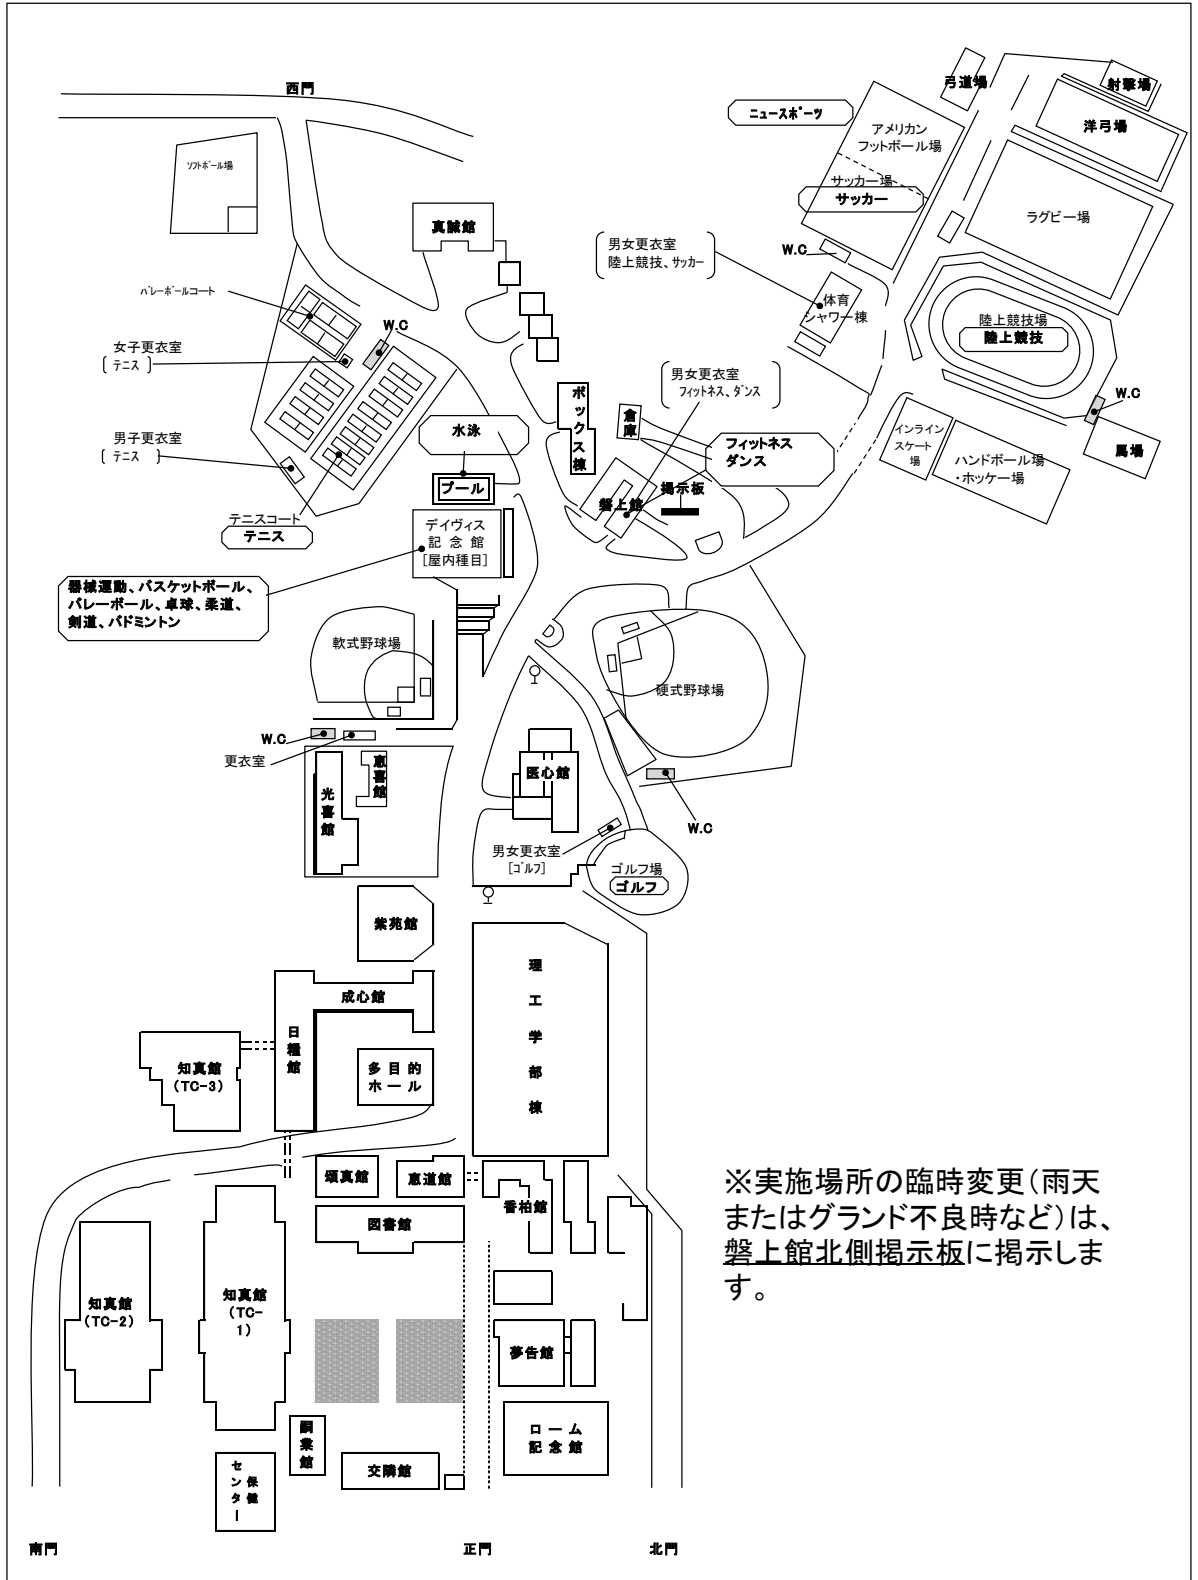 西門
弓道場
射撃場
ニュースポーツ
アメリカン
フットボール場
洋弓場
ソフトボール場
サッカー場
サッカー
ラグビー場
真誠館
男女更衣室
陸上競技、サッカー
W.C
体育
シャワー棟
バレーボールコート
W.C
陸上競技場
陸上競技
女子更衣室
[テニス]
男女更衣室
フィットネス、ダンス
W.C
ボックス棟
倉庫
水泳
フィットネス
ダンス
インライン
スケート
場
男子更衣室
[テニス]
馬場
ハンドボール場
・ホッケー場
プール
掲示板
磐上館
テニスコート
テニス
デイヴィス
記念館
[屋内種目]
器械運動、バスケットボール、
バレーボール、卓球、柔道、
剣道、バドミントン
軟式野球場
硬式野球場
W.C
更衣室
恵喜館
医心館
光喜館
W.C
男女更衣室
[ゴルフ]
ゴルフ場
ゴルフ
紫苑館
理工学部棟
成心館
日糧館
知真館
(TC-3)
多目的
ホール
頌真館
恵道館
香柏館
図書館
※実施場所の臨時変更(雨天
またはグランド不良時など)は、
磐上館北側掲示板に掲示しま
す。
知真館
(TC-2)
知真館
(TC-
1)
夢告館
嗣業館
ローム
記念館
保健
センター
交隣館
南門
正門
北門